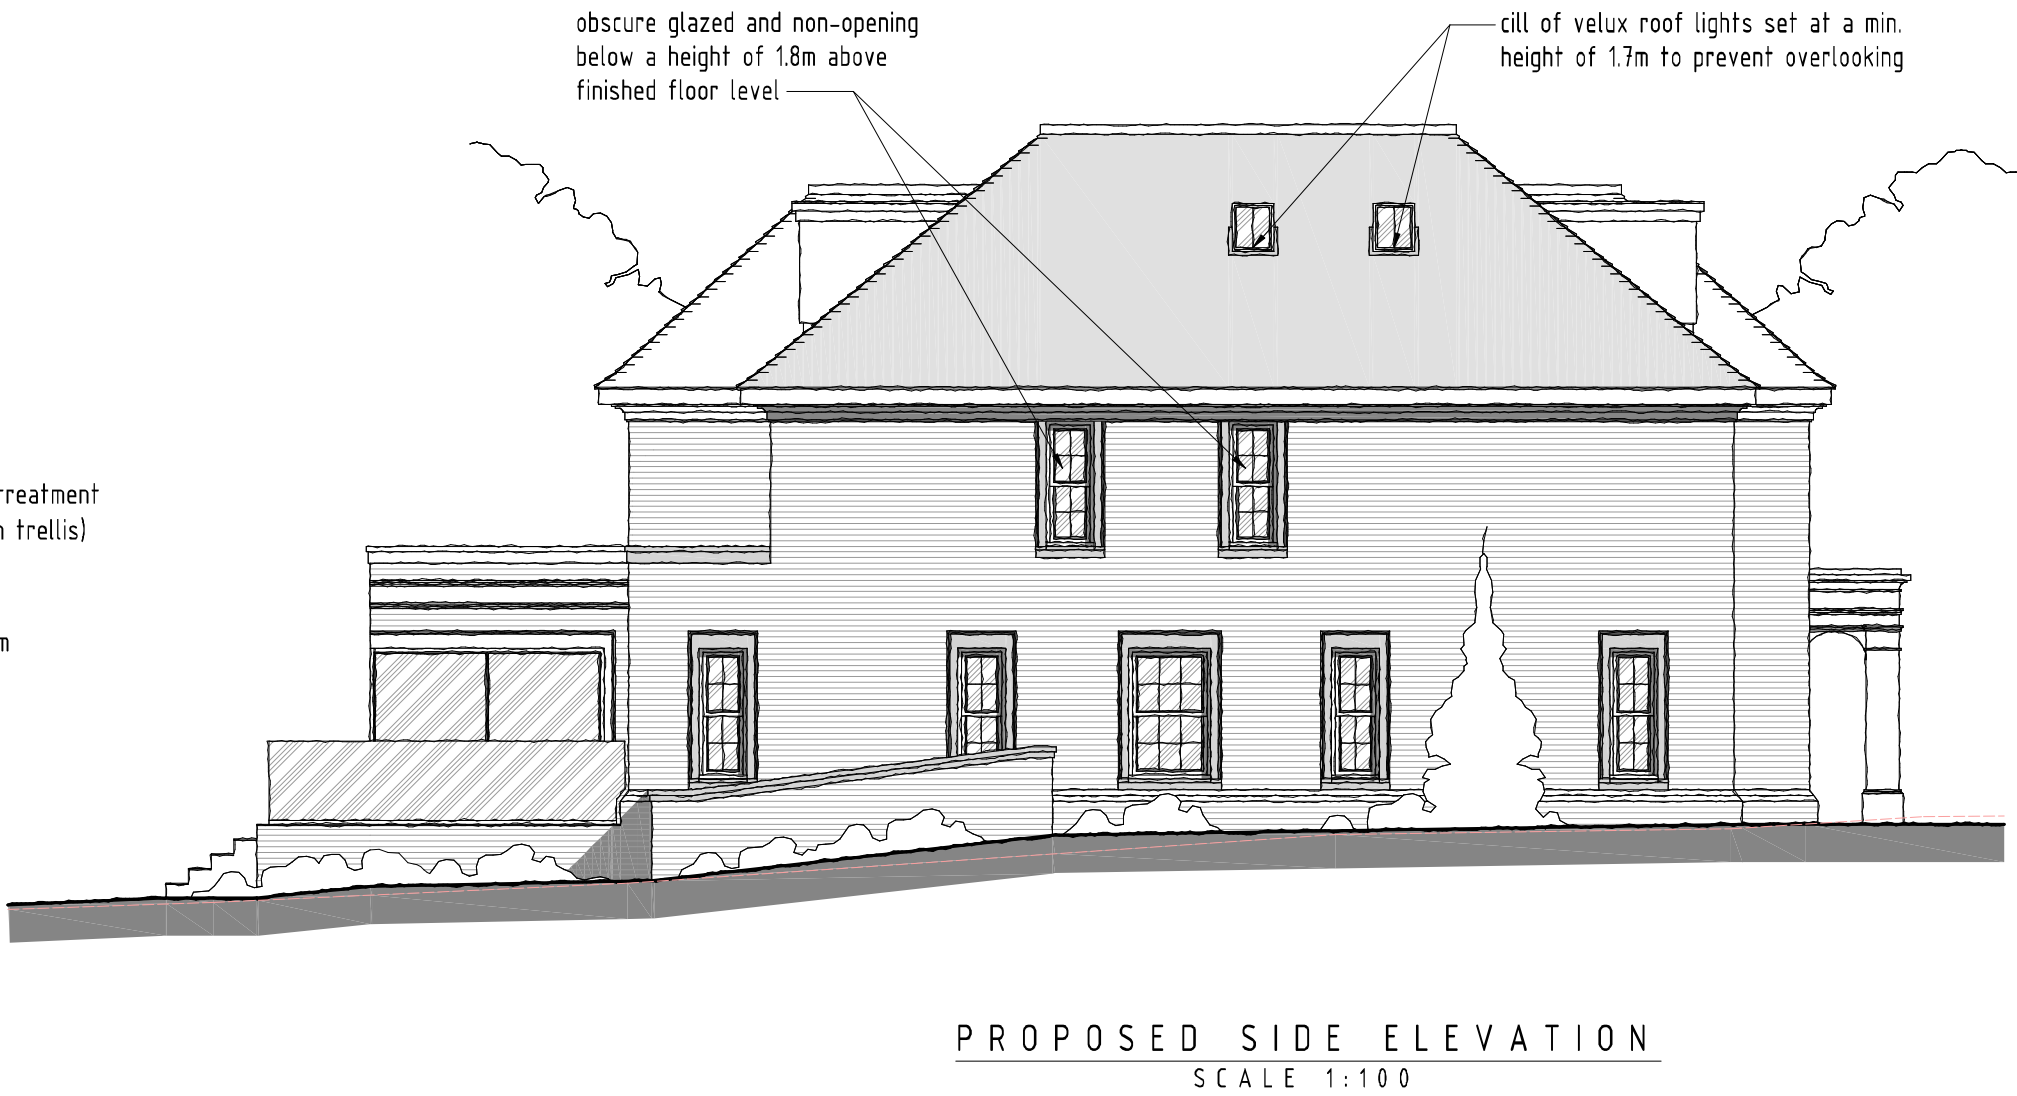 obscure glazed and non-opening
below a height of 1.8m above
finished floor level
cill of velux roof lights set at a min.
height of 1.7m to prevent overlooking
treatment
trellis)
m
PROPOSED SIDE ELEVATION
SCALE 1:100